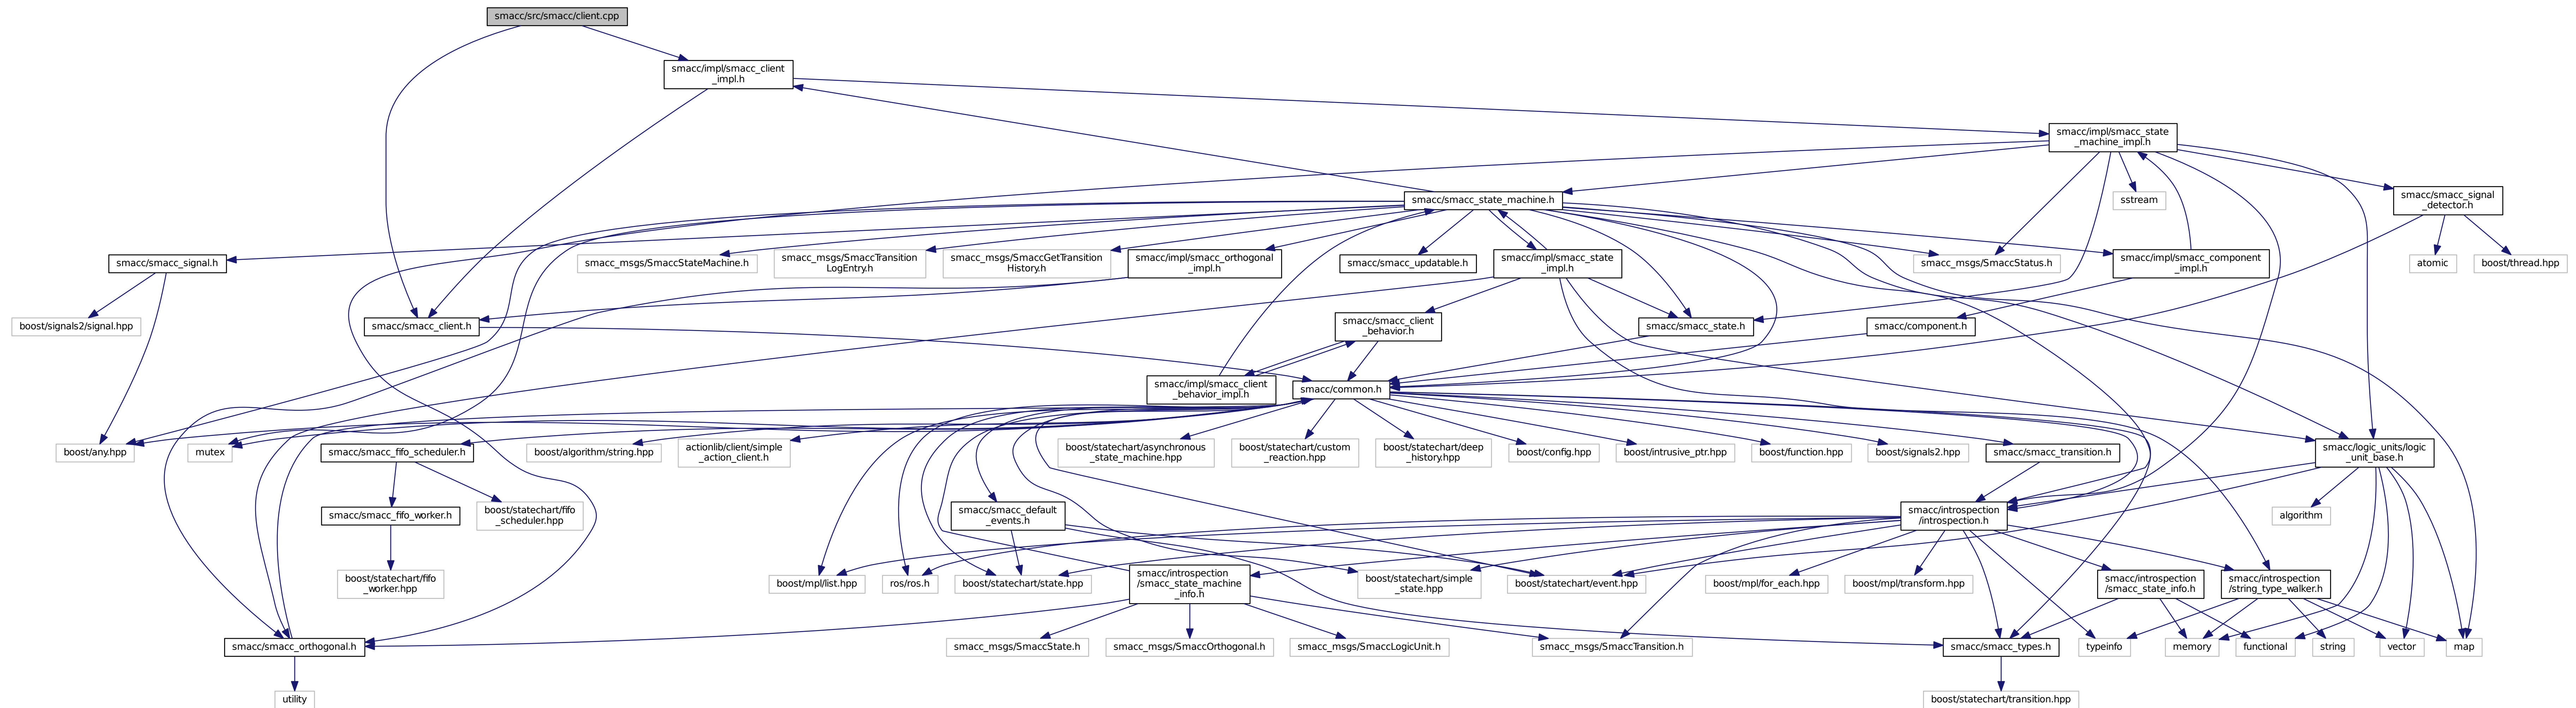 smacc/src/smacc/client.cpp
smacc/impl/smacc_client
_impl.h
smacc/impl/smacc_state
_machine_impl.h
smacc/smacc_state_machine.h
sstream
smacc/smacc_signal
_detector.h
smacc/smacc_signal.h
smacc_msgs/SmaccStateMachine.h
smacc_msgs/SmaccTransition
LogEntry.h
smacc_msgs/SmaccGetTransition
History.h
smacc/impl/smacc_orthogonal
_impl.h
smacc/smacc_updatable.h
smacc/impl/smacc_state
_impl.h
smacc_msgs/SmaccStatus.h
smacc/impl/smacc_component
_impl.h
atomic
boost/thread.hpp
boost/signals2/signal.hpp
smacc/smacc_client.h
smacc/smacc_client
_behavior.h
smacc/smacc_state.h
smacc/component.h
smacc/impl/smacc_client
_behavior_impl.h
smacc/common.h
boost/any.hpp
mutex
smacc/smacc_fifo_scheduler.h
boost/algorithm/string.hpp
actionlib/client/simple
_action_client.h
boost/statechart/asynchronous
_state_machine.hpp
boost/statechart/custom
_reaction.hpp
boost/statechart/deep
_history.hpp
boost/config.hpp
boost/intrusive_ptr.hpp
boost/function.hpp
boost/signals2.hpp
smacc/smacc_transition.h
smacc/logic_units/logic
_unit_base.h
smacc/smacc_fifo_worker.h
boost/statechart/fifo
_scheduler.hpp
smacc/smacc_default
_events.h
smacc/introspection
/introspection.h
algorithm
boost/statechart/fifo
_worker.hpp
boost/mpl/list.hpp
ros/ros.h
boost/statechart/state.hpp
smacc/introspection
/smacc_state_machine
_info.h
boost/statechart/simple
_state.hpp
boost/statechart/event.hpp
boost/mpl/for_each.hpp
boost/mpl/transform.hpp
smacc/introspection
/smacc_state_info.h
smacc/introspection
/string_type_walker.h
smacc/smacc_orthogonal.h
smacc_msgs/SmaccState.h
smacc_msgs/SmaccOrthogonal.h
smacc_msgs/SmaccLogicUnit.h
smacc_msgs/SmaccTransition.h
smacc/smacc_types.h
typeinfo
memory
functional
string
vector
map
utility
boost/statechart/transition.hpp